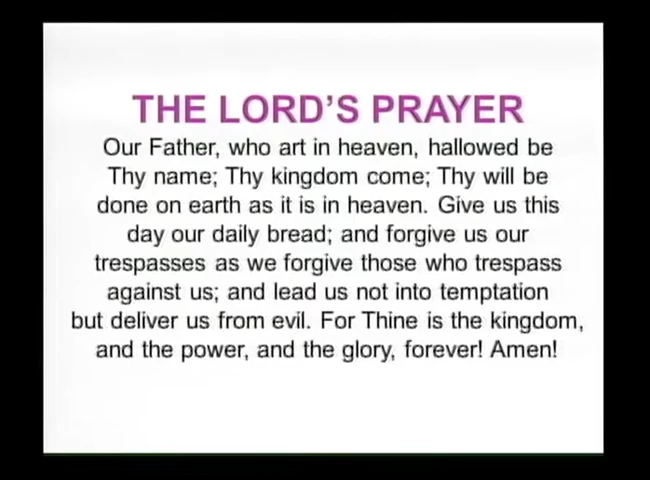 THE LORD'S PRAYER
Our Father, who art in heaven, hallowed be
Thy name; Thy kingdom come; Thy will be
done on earth as it is in heaven. Give us this
day our daily bread; and forgive us our
trespasses as we forgive those who trespass
against us; and lead us not into temptation
but deliver us from evil. For Thine is the kingdom,
and the power, and the glory, forever! Amen!